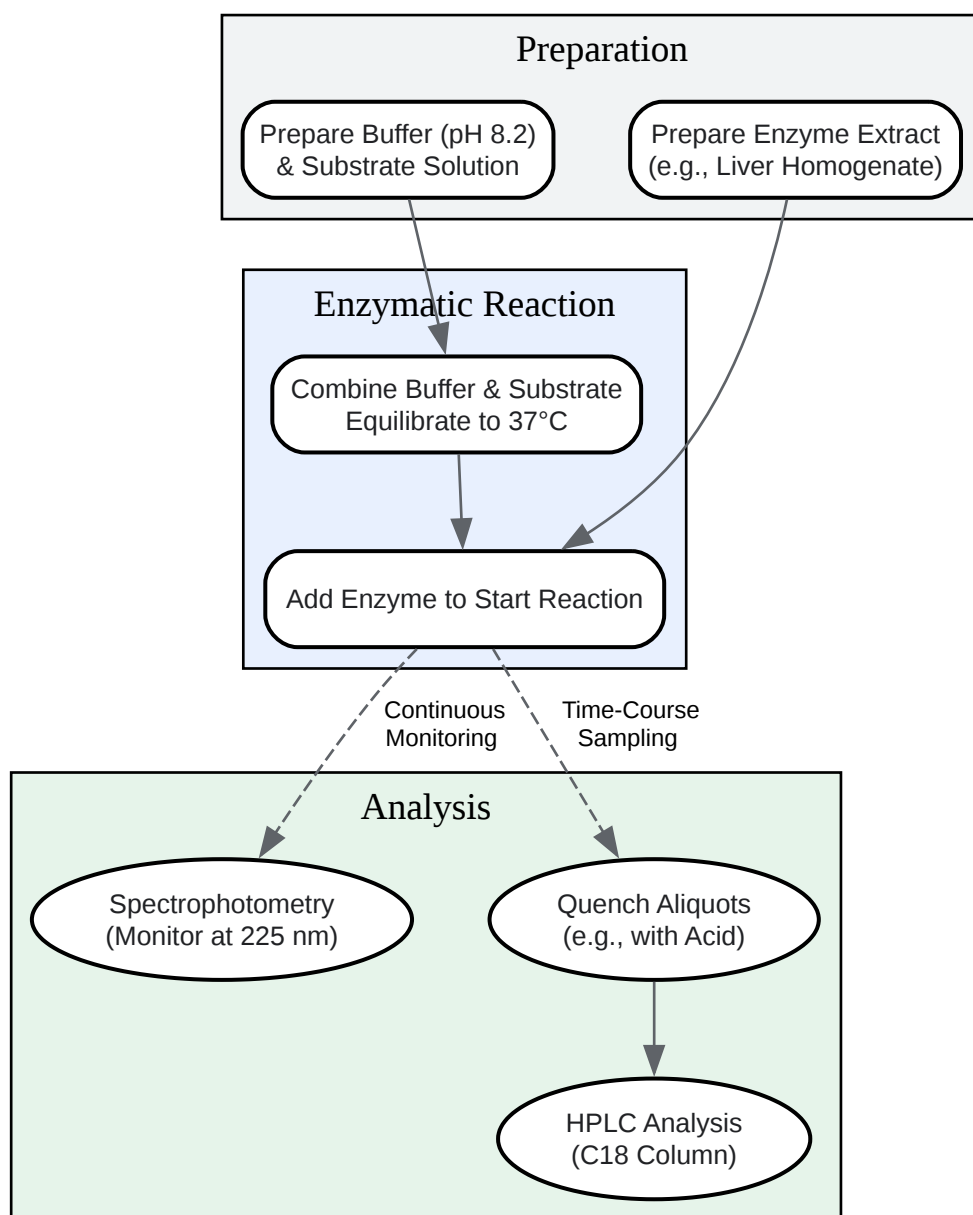 Preparation
Prepare Buffer (pH 8.2)
& Substrate Solution
Prepare Enzyme Extract
(e.g., Liver Homogenate)
Enzymatic Reaction
Combine Buffer & Substrate
Equilibrate to 37°C
Add Enzyme to Start Reaction
Continuous
Monitoring
Time-Course
Sampling
Analysis
Spectrophotometry
(Monitor at 225 nm)
Quench Aliquots
(e.g., with Acid)
HPLC Analysis
(C18 Column)